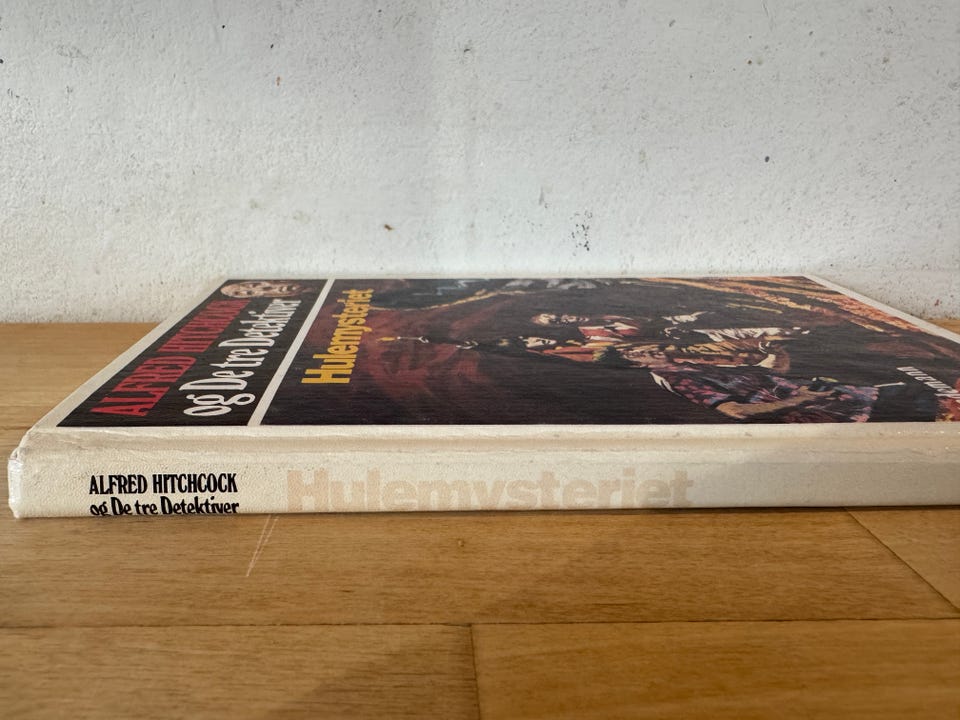 ALFRED HITCHCOCK
og De tre Detektiver
Hulemysteriet
ALFRED HITCHCOCK
og De tre Detektiver
Hulemysteriet